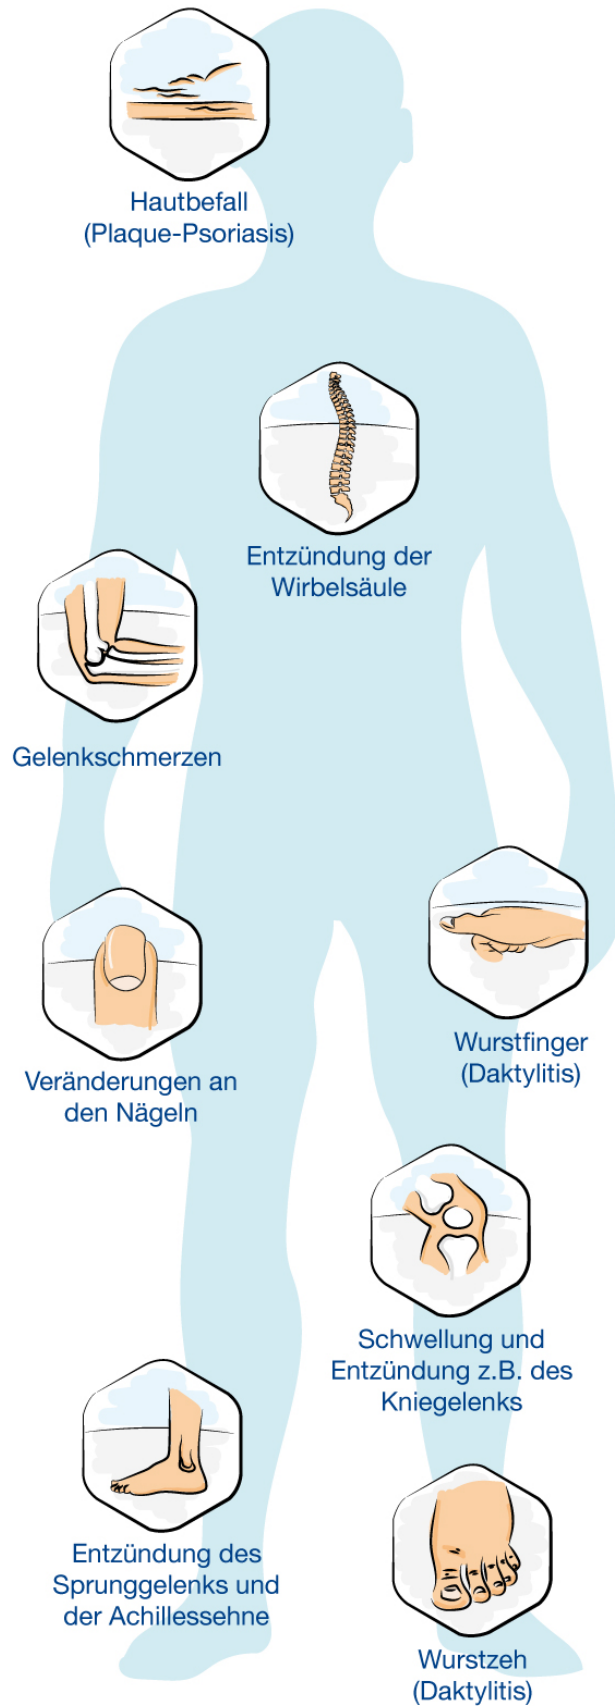 Hautbefall
(Plaque-Psoriasis)
Entzündung der
Wirbelsäule
Gelenkschmerzen
Veränderungen an
den Nägeln
Wurstfinger
(Daktylitis)
Schwellung und
Entzündung z.B. des
Kniegelenks
Entzündung des
Sprunggelenks und
der Achillessehne
Wurstzeh
(Daktylitis)